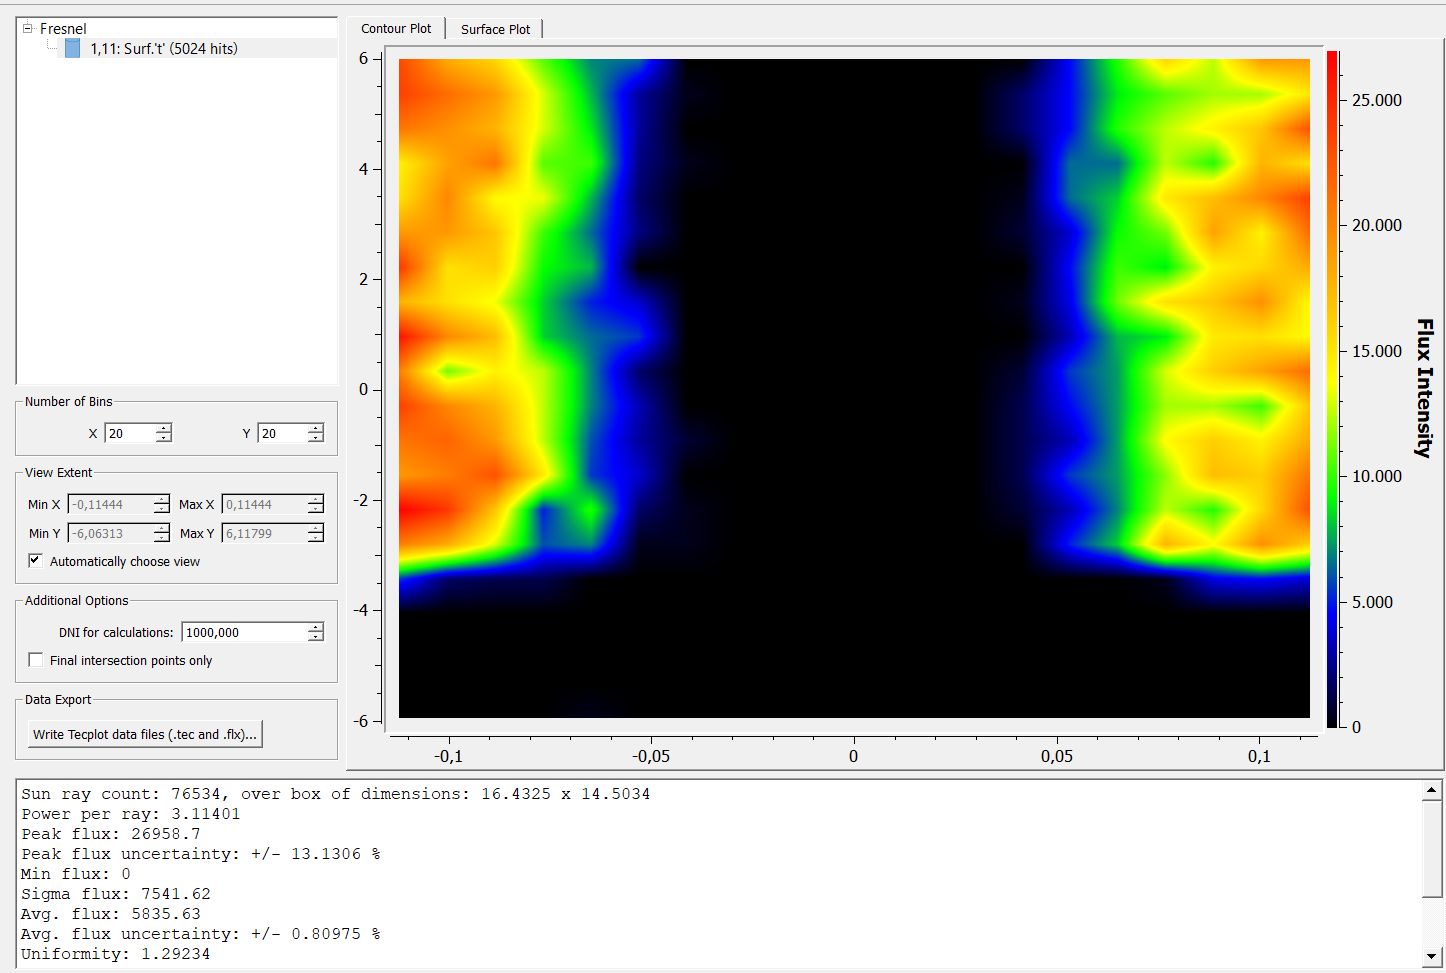 Fresnel
1,11: Surf.'t' (5024 hits)
Number of Bins
X 20 Y 20
View Extent
Min X -0,11444 Max X 0,11444
Min Y -6,06313 Max Y 6,11799
Automatically choose view
Additional Options
DNI for calculations: 1000,000
Final intersection points only
Data Export
Write Tecplot data files (.tec and .flx)...
Contour Plot Surface Plot
6
4
2
0
-2
-4
-6
-0,1 -0,05 0 0,05 0,1
25.000
20.000
15.000
10.000
5.000
0
Flux Intensity
Sun ray count: 76534, over box of dimensions: 16.4325 x 14.5034
Power per ray: 3.11401
Peak flux: 26958.7
Peak flux uncertainty: +/- 13.1306 %
Min flux: 0
Sigma flux: 7541.62
Avg. flux: 5835.63
Avg. flux uncertainty: +/- 0.80975 %
Uniformity: 1.29234